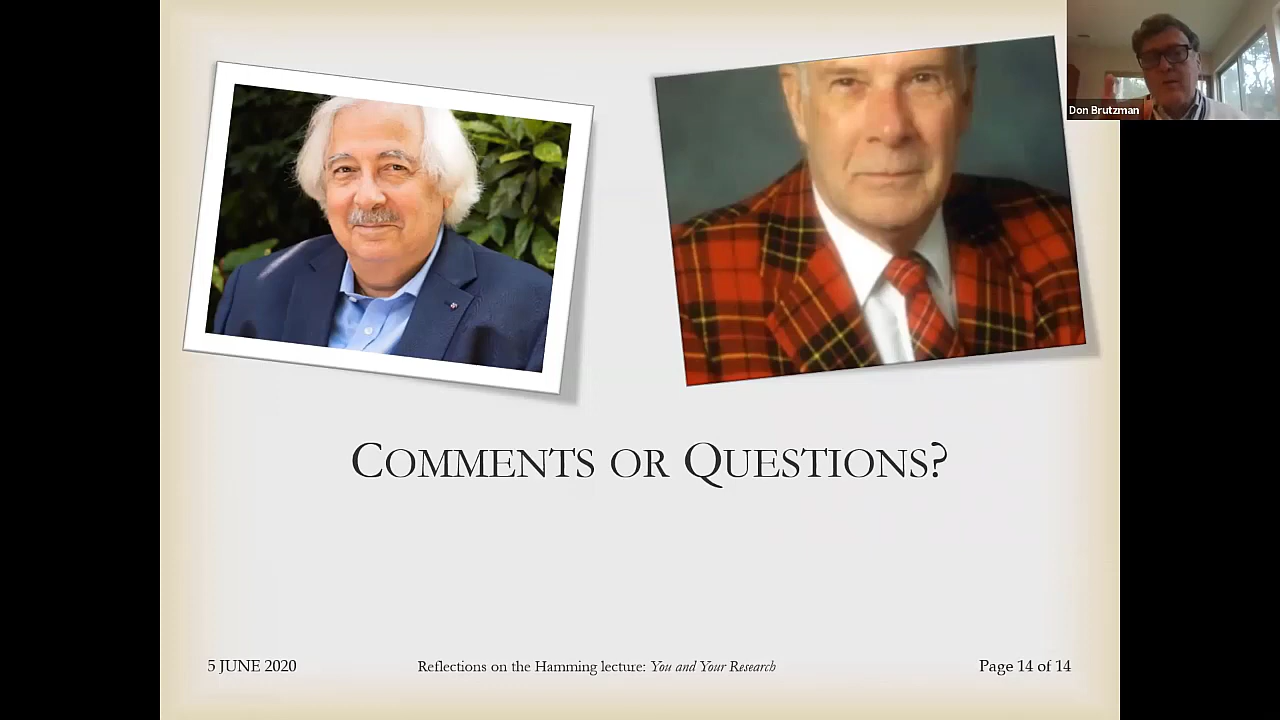 Don Brutzman
COMMENTS OR QUESTIONS?
5 JUNE 2020
Reflections on the Hamming lecture: You and Your Research
Page 14 of 14